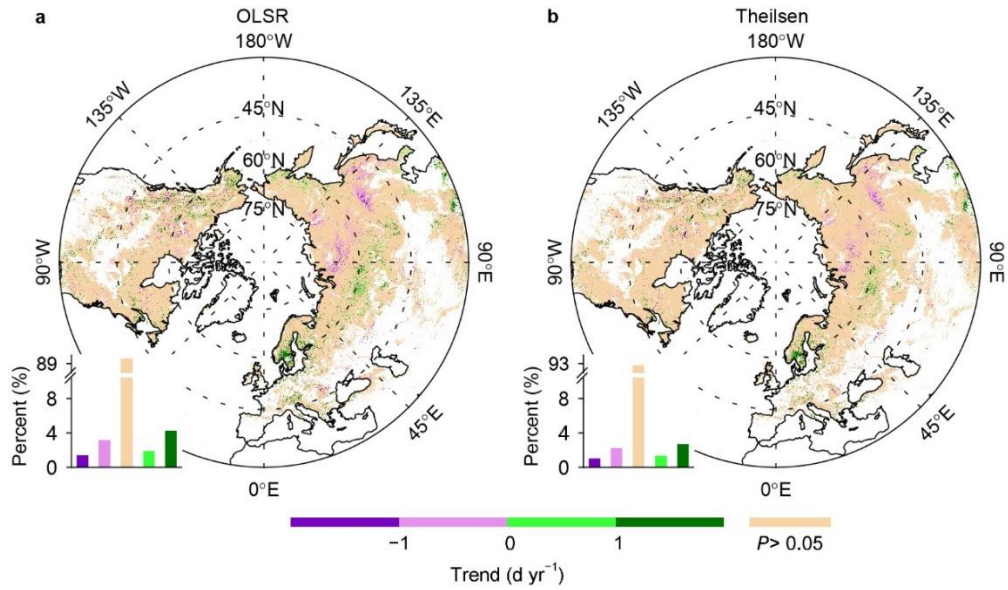 a
OLSR
180°W
135°W
135°E
45°N
60°N
75°N
90°W
90°E
45°E
0°E
Percent (%)
89
8
4
0
b
Theilsen
180°W
135°W
135°E
45°N
60°N
75°N
90°W
90°E
45°E
0°E
Percent (%)
93
8
4
0
−1
0
1
P> 0.05
Trend (d yr⁻¹)